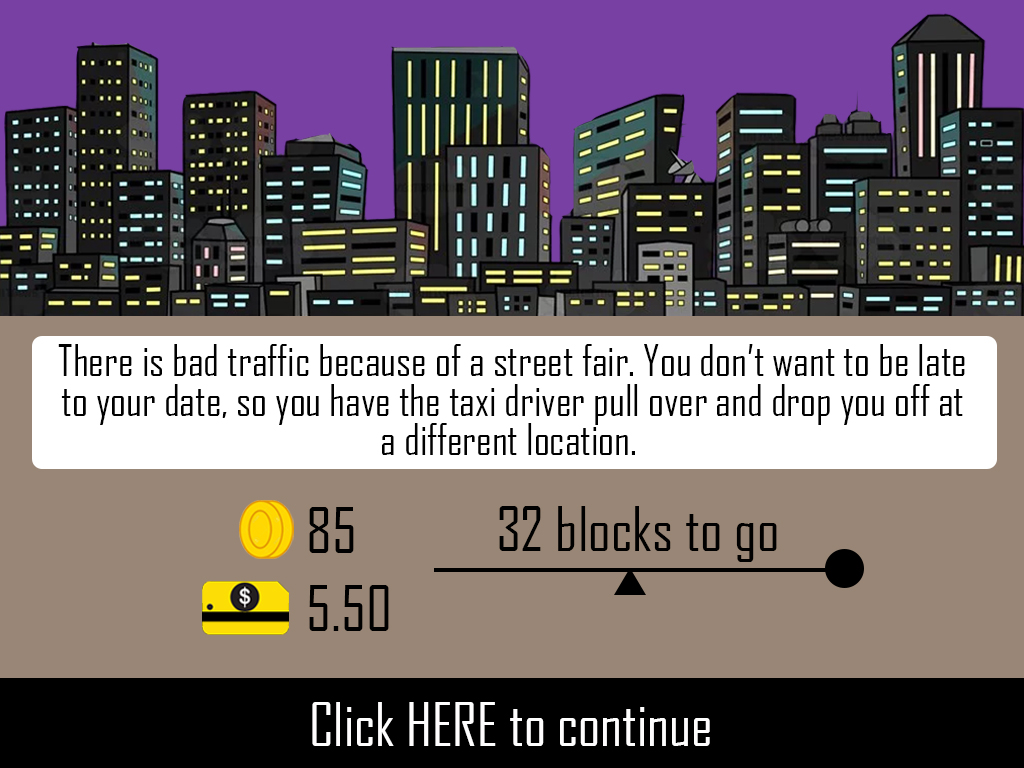 There is bad traffic because of a street fair. You don't want to be late
to your date, so you have the taxi driver pull over and drop you off at
a different location.
85
32 blocks to go
$
5.50
Click HERE to continue